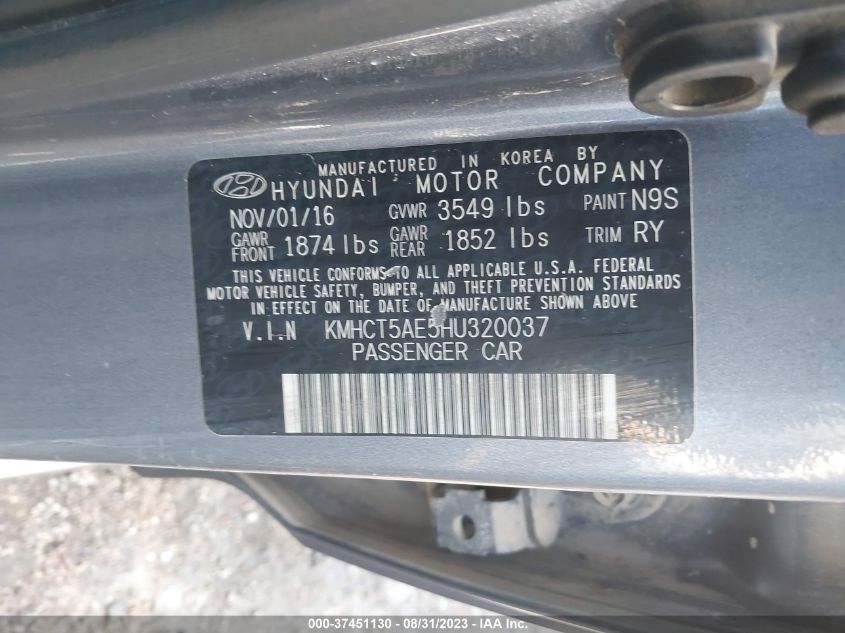 MANUFACTURED IN KOREA BY
HYUNDAI MOTOR COMPANY
NOV/01/16 GVWR 3549 lbs PAINT N9S
GAWR FRONT 1874 lbs GAWR REAR 1852 lbs TRIM RY
THIS VEHICLE CONFORMS TO ALL APPLICABLE U.S.A. FEDERAL
MOTOR VEHICLE SAFETY, BUMPER, AND THEFT PREVENTION STANDARDS
IN EFFECT ON THE DATE OF MANUFACTURE SHOWN ABOVE.
V.I.N KMHCT5AE5HU320037
PASSENGER CAR
000-37451130 - 08/31/2023 - IAA Inc.